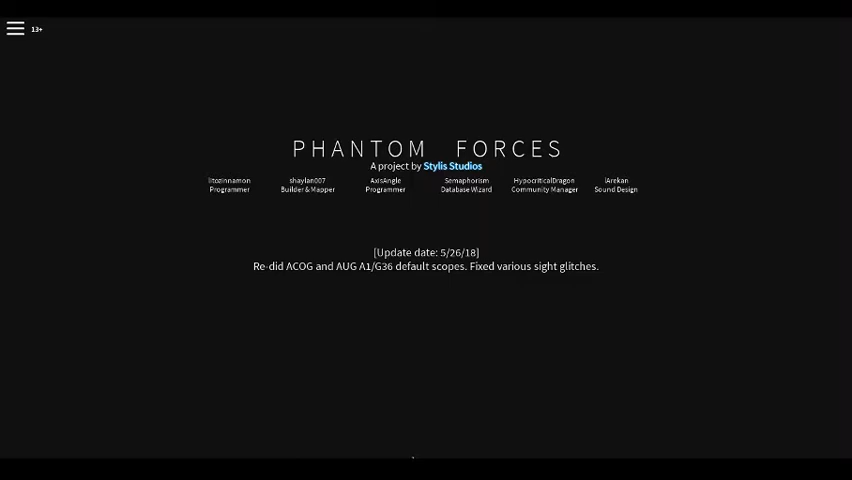 13+
PHANTOM FORCES
A project by Stylis Studios
litozinnamon shaylan007 AxisAngle Semaphorism HypocriticalDragon lArekan
Programmer Builder & Mapper Programmer Database Wizard Community Manager Sound Design
[Update date: 5/26/18]
Re-did ACOG and AUG A1/G36 default scopes. Fixed various sight glitches.